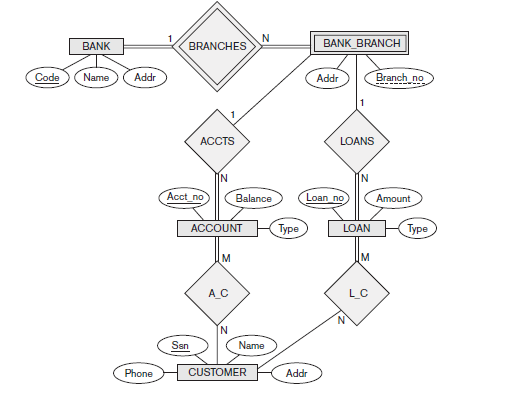 1 BRANCHES N
BANK
BANK_BRANCH
Code Name Addr
Addr Branch_no
1 1
ACCTS LOANS
N N
Acct_no Balance Loan_no Amount
ACCOUNT Type LOAN Type
M M
A_C L_C
N N
Ssn Name
Phone CUSTOMER Addr